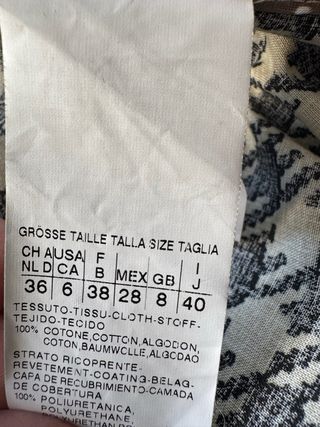 GRÖSSE TAILLE TALLA SIZE TAGLIA
CH A USA F I
NL D CA B MEX GB J
36 6 38 28 8 40
TESSUTO-TISSU-CLOTH-STOFF-
TEJIDO-TECIDO
100% COTONE,COTTON,ALGODON,
COTON,BAUMWOLLE,ALGODAO
STRATO RICOPRENTE-
REVETEMENT-COATING-BELAG-
CAPA DE RECUBRIMIENTO-CAMADA
DE COBERTURA
100% POLIURETANICA,
POLYURETHANE,